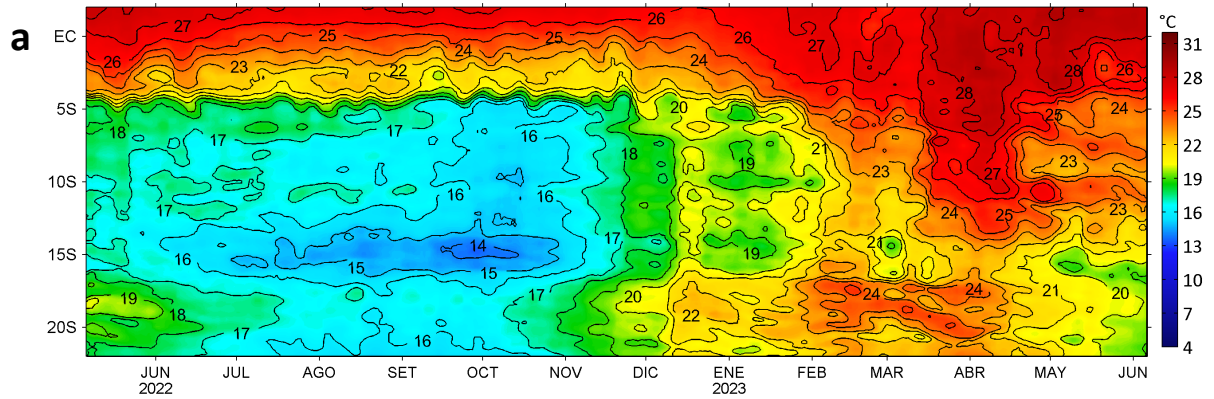 a
°C
EC
5S
10S
15S
20S
26 25 24 23 22 25 24 26 24 26 27 28 28 26
18 17 17 16 20 21 25 24
16 18 19 23 27 23
17 16 24 25 23
16 15 14 15 17 19 21 21
19 18 17 16 17 20 22 24 24 20
31
28
25
22
19
16
13
10
7
4
JUN JUL AGO SET OCT NOV DIC ENE FEB MAR ABR MAY JUN
2022 2023